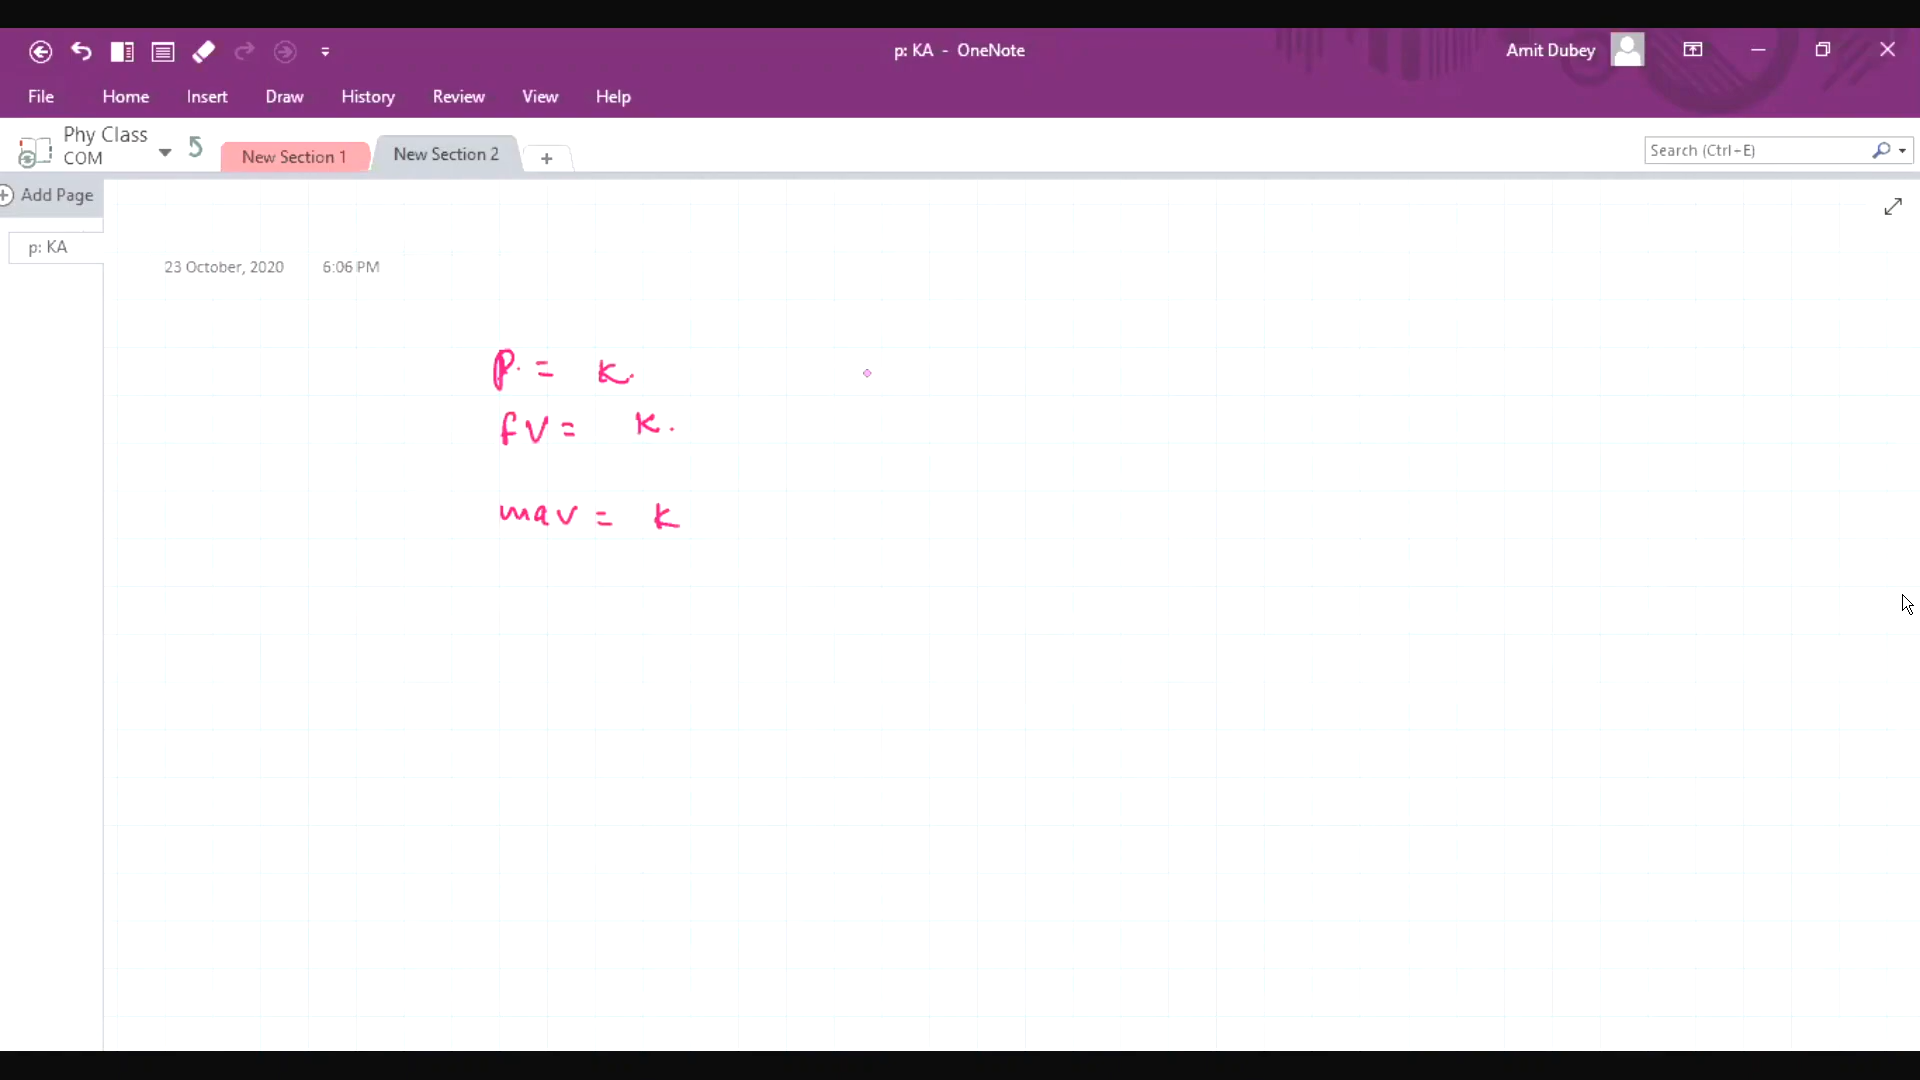 p: KA - OneNote
Amit Dubey
File Home Insert Draw History Review View Help
Phy Class
COM
New Section 1
New Section 2
Search (Ctrl+E)
Add Page
p: KA
23 October, 2020 6:06 PM
P. = K.
fv = K.
mav = K